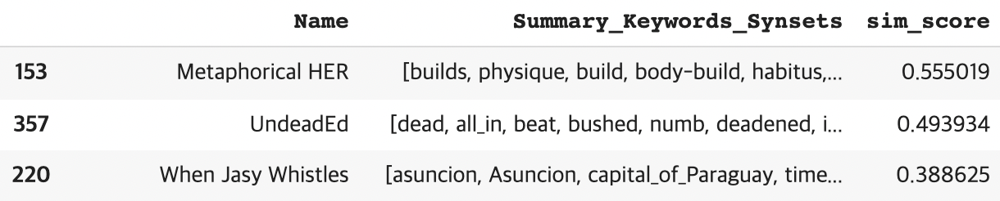 Name Summary_Keywords_Synsets sim_score
153 Metaphorical HER [builds, physique, build, body-build, habitus,... 0.555019
357 UndeadEd [dead, all_in, beat, bushed, numb, deadened, i... 0.493934
220 When Jasy Whistles [asuncion, Asuncion, capital_of_Paraguay, time... 0.388625